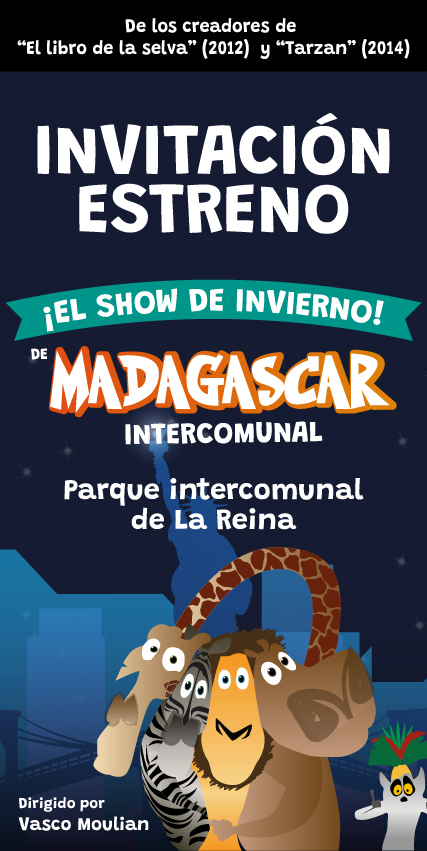 De los creadores de
“El libro de la selva” (2012)  y “Tarzan” (2014)
INVITACIÓN
ESTRENO
¡EL SHOW DE INVIERNO!
DE MADAGASCAR
INTERCOMUNAL
Parque intercomunal
de La Reina
Dirigido por
Vasco Moulian